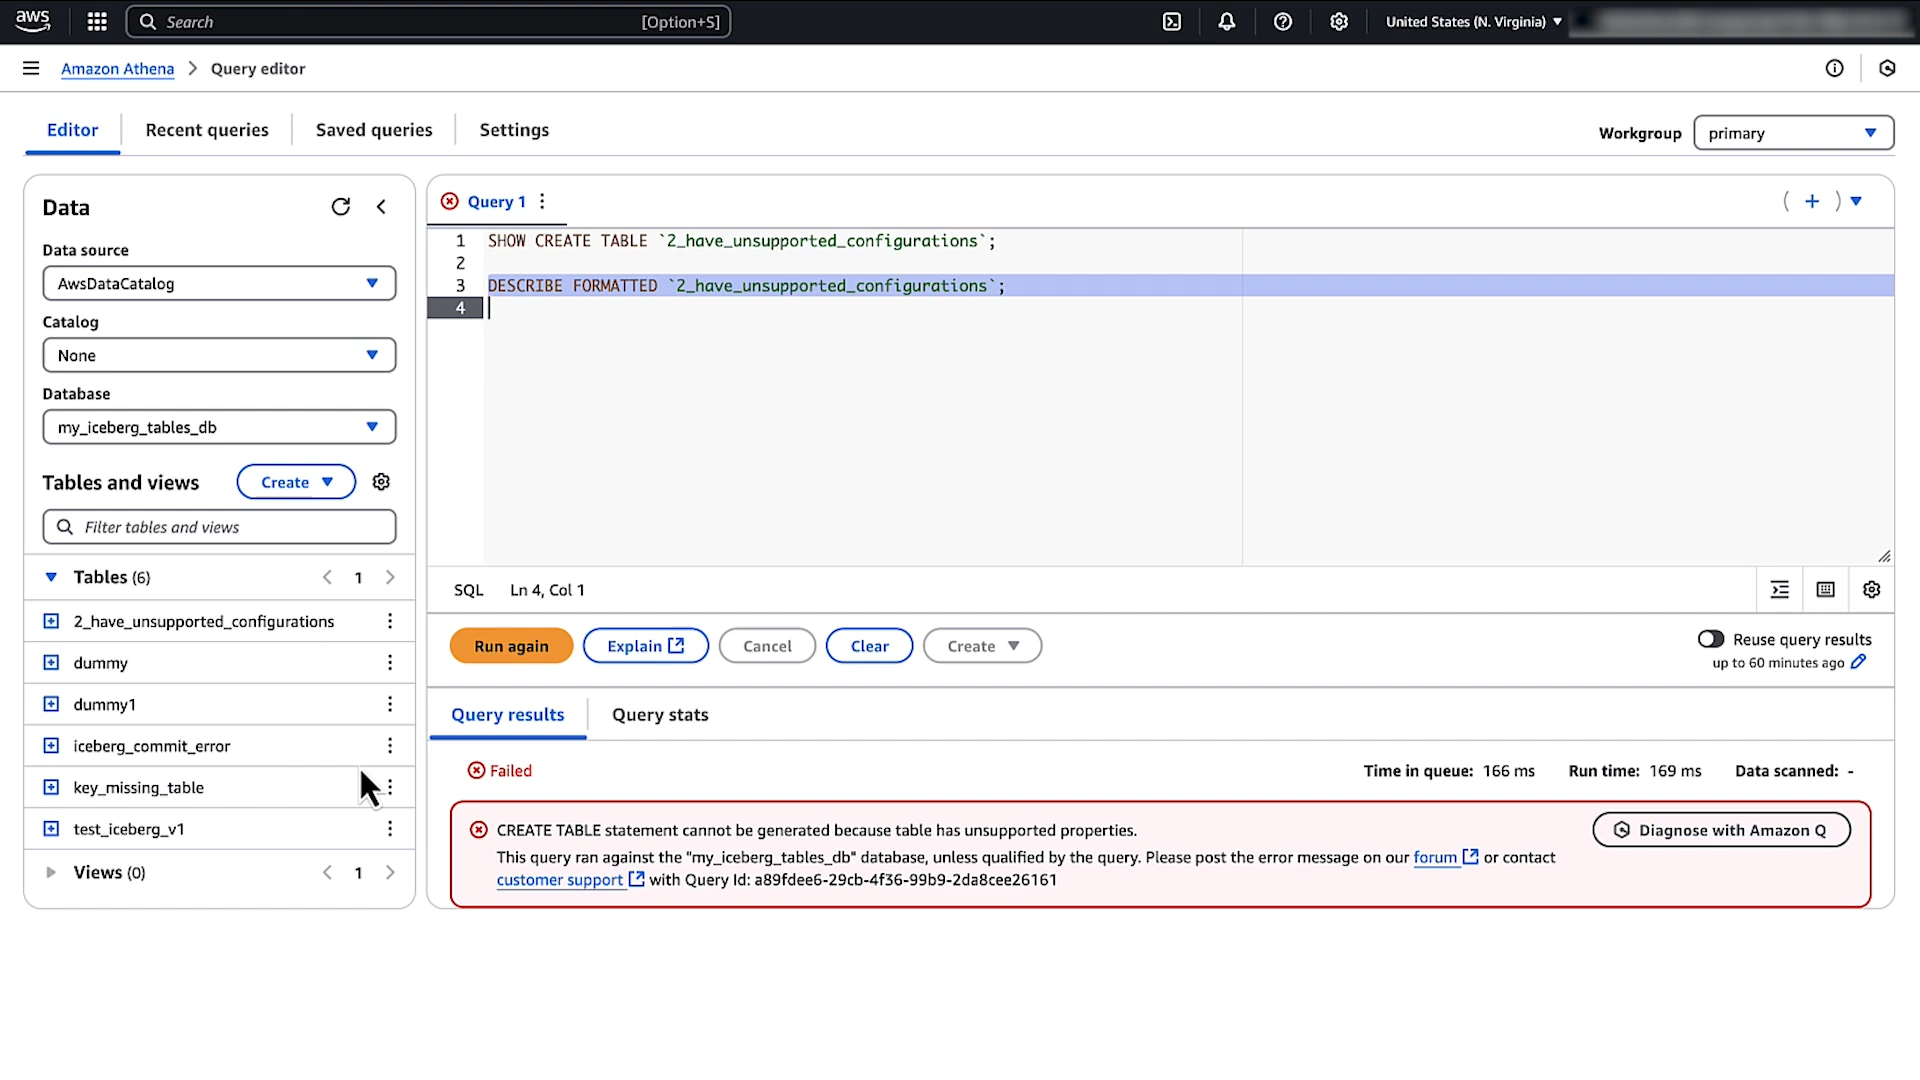 aws
Search [Option+S]
United States (N. Virginia)
Amazon Athena > Query editor
Editor Recent queries Saved queries Settings
Workgroup primary
Data
Data source
AwsDataCatalog
Catalog
None
Database
my_iceberg_tables_db
Tables and views Create
Filter tables and views
Tables (6) 1
2_have_unsupported_configurations
dummy
dummy1
iceberg_commit_error
key_missing_table
test_iceberg_v1
Views (0) 1
Query 1
1 SHOW CREATE TABLE `2_have_unsupported_configurations`;
2
3 DESCRIBE FORMATTED `2_have_unsupported_configurations`;
4
SQL Ln 4, Col 1
Run again Explain Cancel Clear Create
Reuse query results
up to 60 minutes ago
Query results Query stats
Failed
Time in queue: 166 ms Run time: 169 ms Data scanned: -
CREATE TABLE statement cannot be generated because table has unsupported properties.
Diagnose with Amazon Q
This query ran against the "my_iceberg_tables_db" database, unless qualified by the query. Please post the error message on our forum or contact
customer support with Query Id: a89fdee6-29cb-4f36-99b9-2da8cee26161